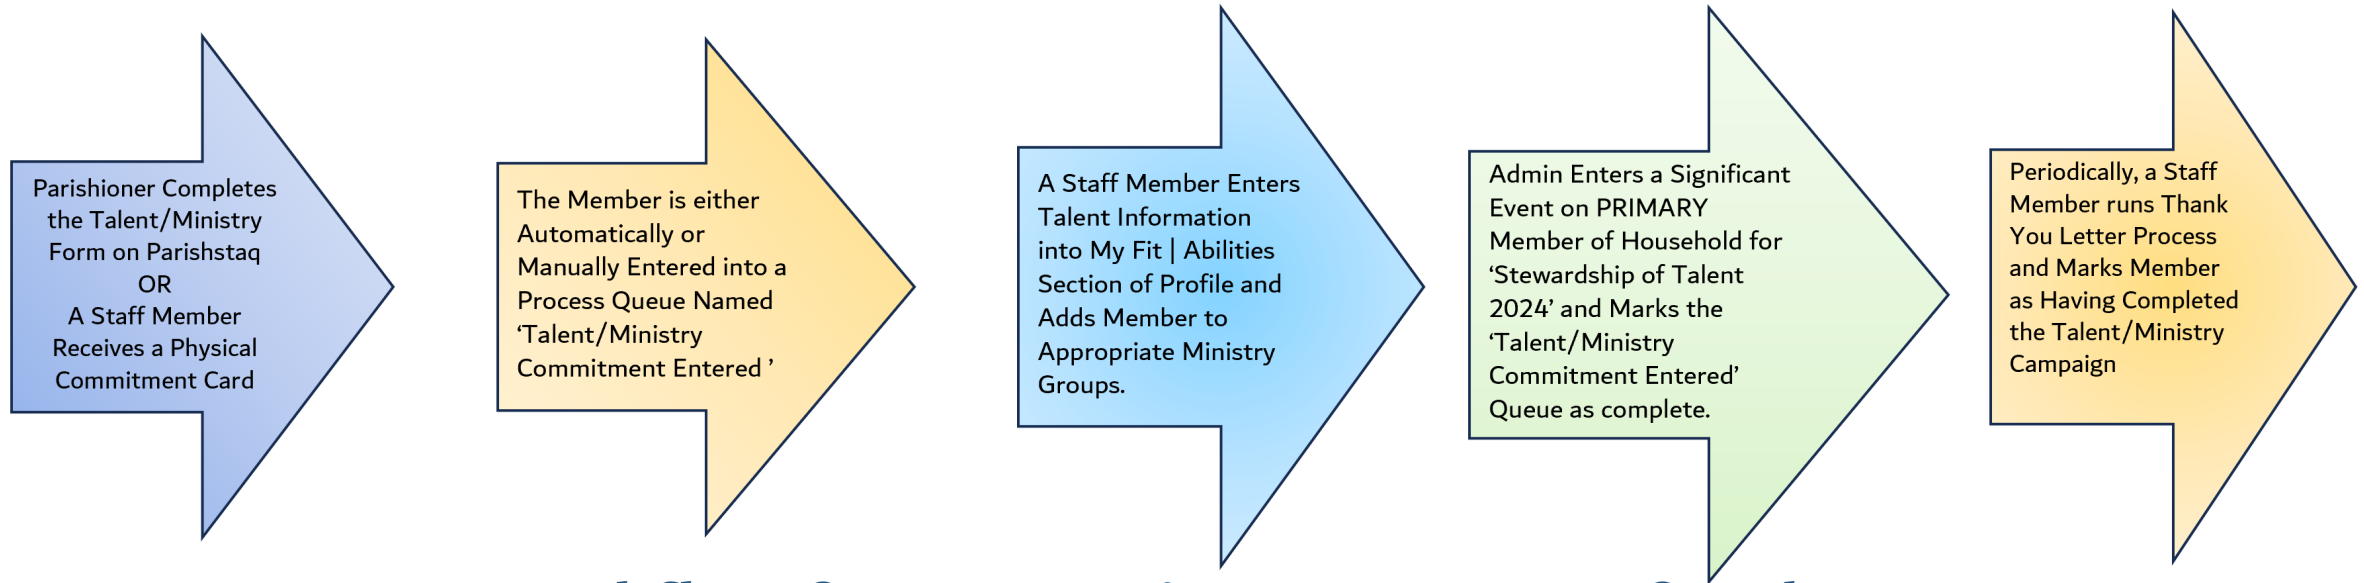 Parishioner Completes
the Talent/Ministry
Form on Parishstaq
OR
A Staff Member
Receives a Physical
Commitment Card
The Member is either
Automatically or
Manually Entered into a
Process Queue Named
‘Talent/Ministry
Commitment Entered ’
A Staff Member Enters
Talent Information
into My Fit | Abilities
Section of Profile and
Adds Member to
Appropriate Ministry
Groups.
Admin Enters a Significant
Event on PRIMARY
Member of Household for
‘Stewardship of Talent
2024’ and Marks the
‘Talent/Ministry
Commitment Entered’
Queue as complete.
Periodically, a Staff
Member runs Thank
You Letter Process
and Marks Member
as Having Completed
the Talent/Ministry
Campaign